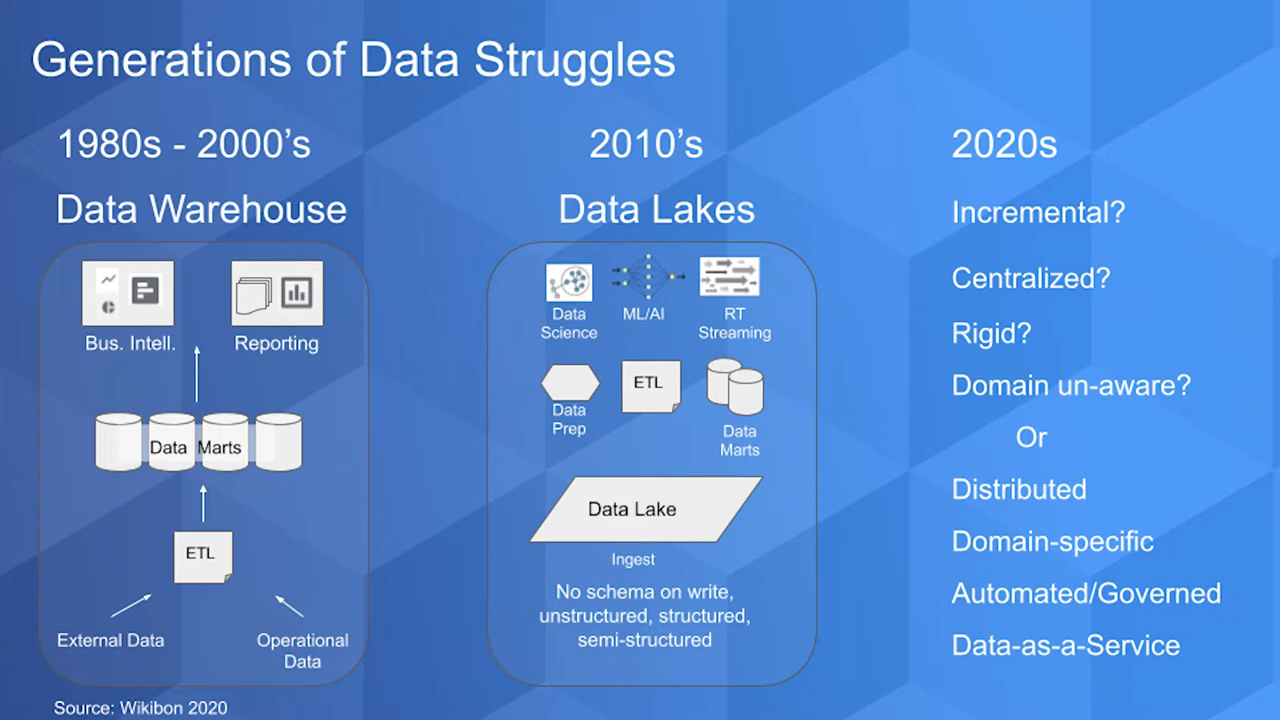 Generations of Data Struggles
1980s - 2000's
Data Warehouse
Bus. Intell.
Reporting
Data Marts
ETL
External Data
Operational
Data
2010's
Data Lakes
Data
Science
ML/AI
RT
Streaming
Data
Prep
ETL
Data
Marts
Data Lake
Ingest
No schema on write,
unstructured, structured,
semi-structured
2020s
Incremental?
Centralized?
Rigid?
Domain un-aware?
Or
Distributed
Domain-specific
Automated/Governed
Data-as-a-Service
Source: Wikibon 2020